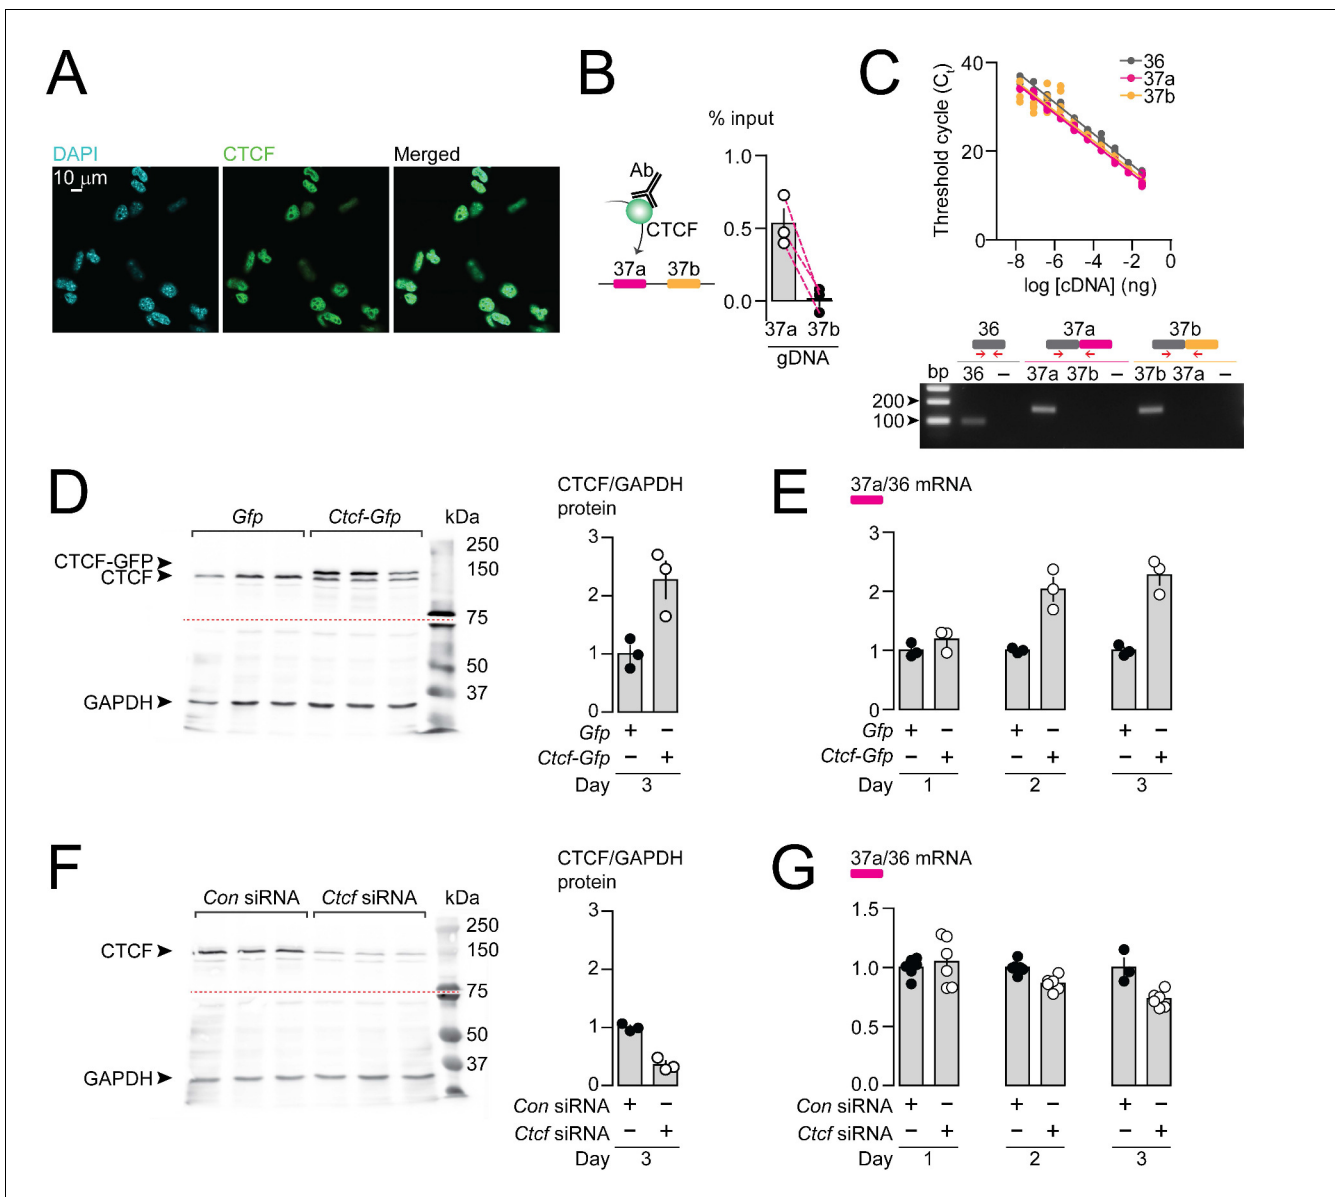 A
DAPI CTCF Merged
10 µm
B
% input
1.0
0.5
0.0
Ab
CTCF
37a 37b
37a 37b
gDNA
C
Threshold cycle (Ct)
40
20
0
36
37a
37b
-8 -6 -4 -2 0
log [cDNA] (ng)
36 37a 37b
bp 36 – 37a 37b – 37b 37a –
200
100
D
Gfp Ctcf-Gfp kDa
CTCF-GFP
CTCF
GAPDH
250
150
75
50
37
CTCF/GAPDH
protein
3
2
1
0
Gfp + –
Ctcf-Gfp – +
Day 3
E
37a/36 mRNA
3
2
1
0
Gfp + – + – + –
Ctcf-Gfp – + – + – +
Day 1 2 3
F
Con siRNA Ctcf siRNA kDa
CTCF
GAPDH
250
150
75
50
37
CTCF/GAPDH
protein
3
2
1
0
Con siRNA + –
Ctcf siRNA – +
Day 3
G
37a/36 mRNA
1.5
1.0
0.5
0.0
Con siRNA + – + – + –
Ctcf siRNA – + – + – +
Day 1 2 3